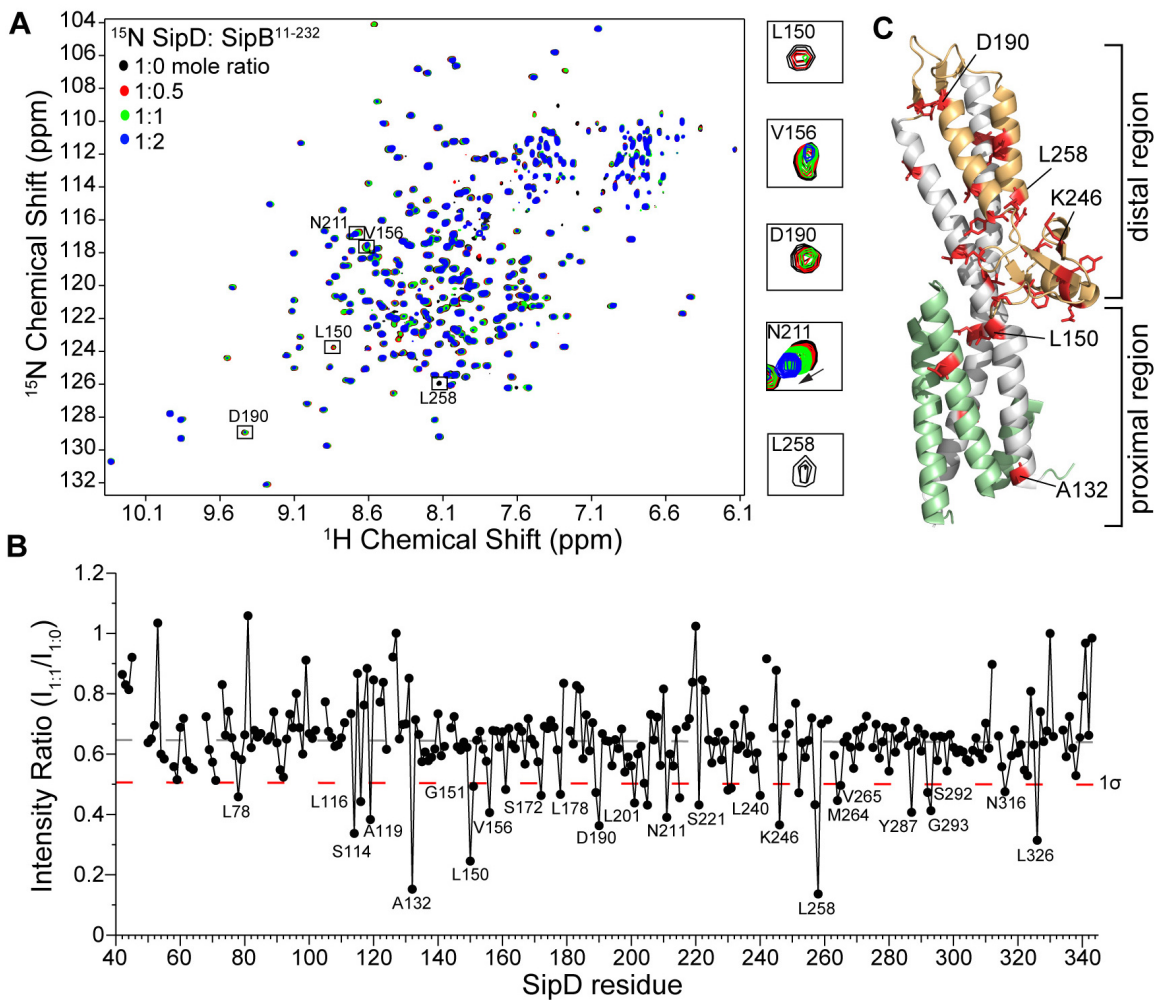 A
¹⁵N SipD: SipB¹¹⁻²³²
1:0 mole ratio
1:0.5
1:1
1:2
104
106
108
110
112
114
116
118
120
122
124
126
128
130
132
¹⁵N Chemical Shift (ppm)
N211
V156
L150
L258
D190
10.1 9.6 9.1 8.6 8.1 7.6 7.1 6.6 6.1
¹H Chemical Shift (ppm)
L150
V156
D190
N211
L258
C
D190
L258
K246
L150
A132
distal region
proximal region
B
1.2
1
0.8
0.6
0.4
0.2
0
Intensity Ratio (I₁:₁/I₁:₀)
1σ
L78
S114
L116
A119
A132
G151
L150
V156
S172
L178
D190
L201
N211
S221
L240
K246
L258
M264
V265
Y287
S292
G293
N316
L326
40 60 80 100 120 140 160 180 200 220 240 260 280 300 320 340
SipD residue